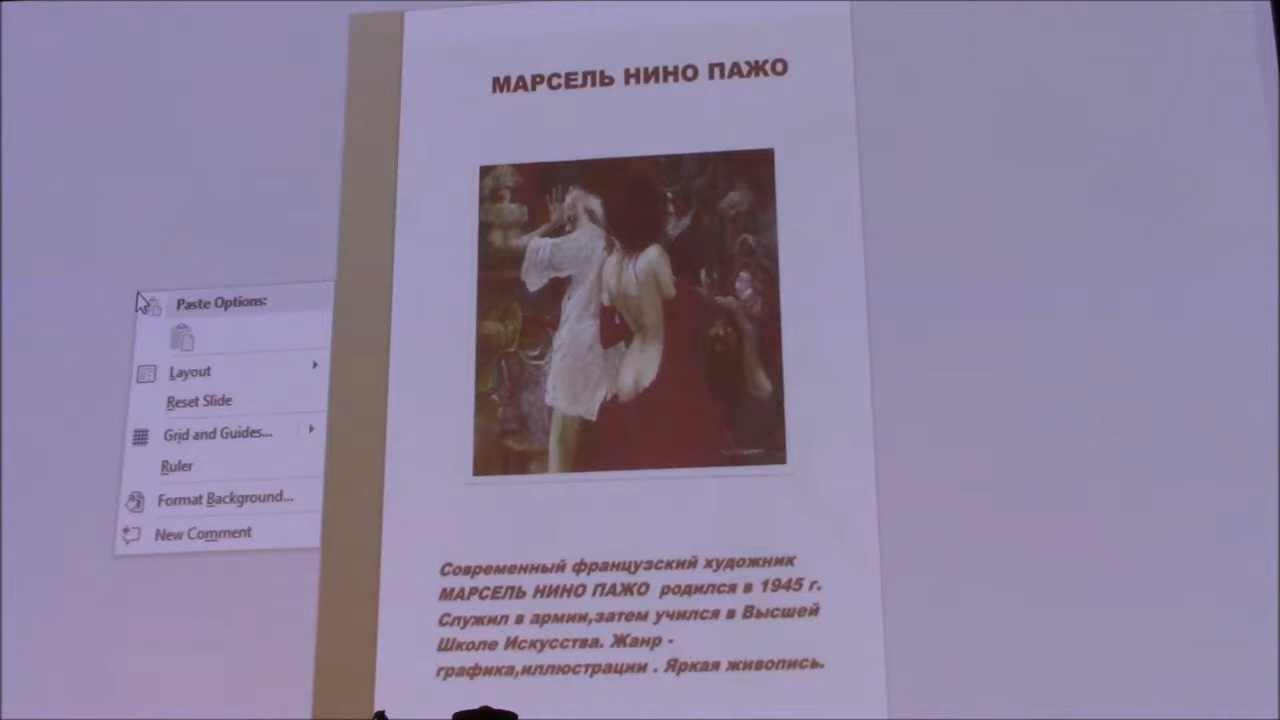 МАРСЕЛЬ НИНО ПАЖО
Paste Options:
Layout
Reset Slide
Grid and Guides...
Ruler
Format Background...
New Comment
Современный французский художник
МАРСЕЛЬ НИНО ПАЖО родился в 1945 г.
Служил в армии,затем учился в Высшей
Школе Искусства. Жанр -
графика,иллюстрации . Яркая живопись.